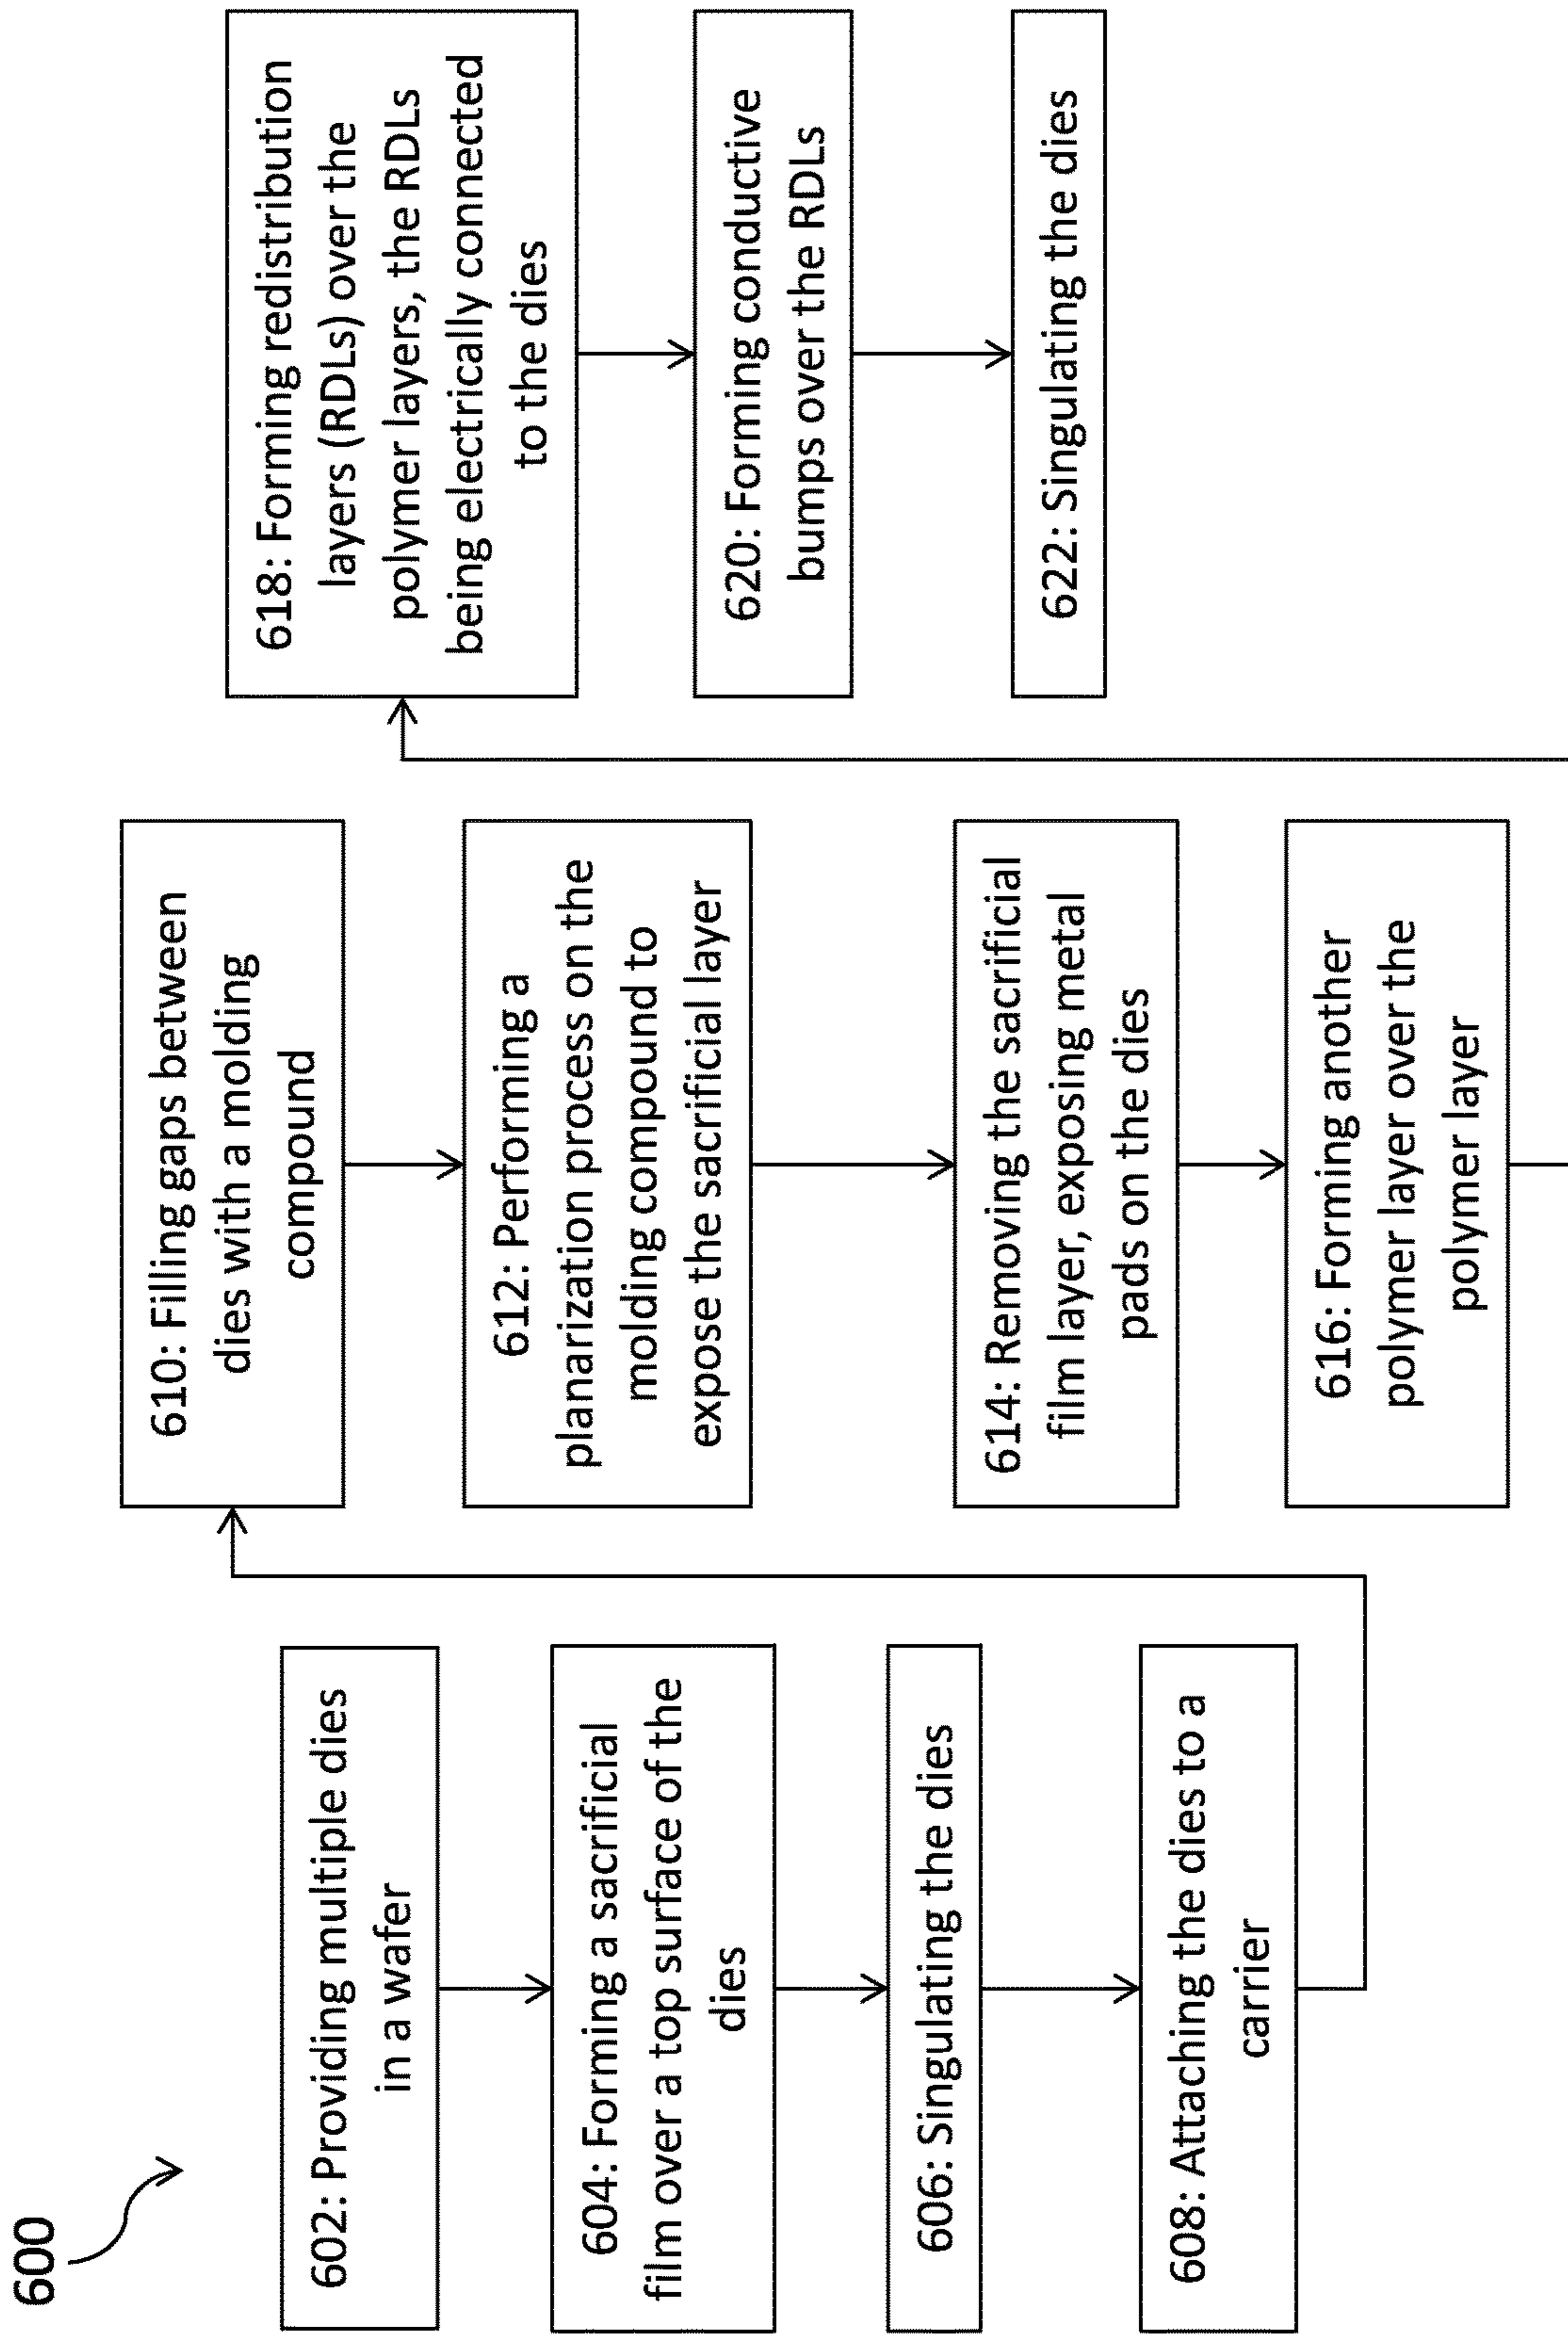 600
602: Providing multiple dies
in a wafer
604: Forming a sacrificial
film over a top surface of the
dies
606: Singulating the dies
608: Attaching the dies to a
carrier
610: Filling gaps between
dies with a molding
compound
612: Performing a
planarization process on the
molding compound to
expose the sacrificial layer
614: Removing the sacrificial
film layer, exposing metal
pads on the dies
616: Forming another
polymer layer over the
polymer layer
618: Forming redistribution
layers (RDLs) over the
polymer layers, the RDLs
being electrically connected
to the dies
620: Forming conductive
bumps over the RDLs
622: Singulating the dies